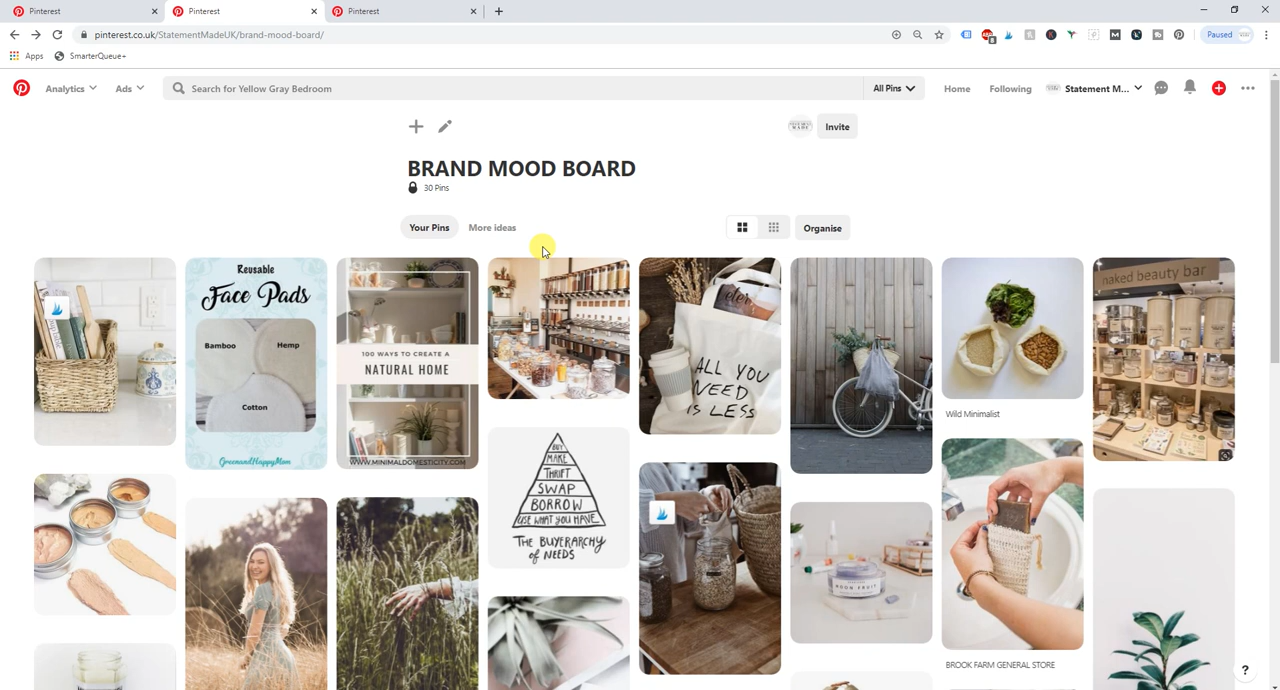 Pinterest
Pinterest
Pinterest
pinterest.co.uk/StatementMadeUK/brand-mood-board/
Paused
Apps
SmarterQueue+
Analytics
Ads
Search for Yellow Gray Bedroom
All Pins
Home
Following
Statement M...
Invite
BRAND MOOD BOARD
30 Pins
Your Pins
More ideas
Organise
Reusable
Face Pads
Bamboo
Hemp
Cotton
GreenandHappyMom
100 WAYS TO CREATE A
NATURAL HOME
WWW.MINIMALDOMESTICITY.COM
BUY
MAKE
THRIFT
SWAP
BORROW
USE WHAT YOU HAVE
THE BUYERARCHY
OF NEEDS
ALL YOU
NEED
IS LESS
MOON FRUIT
Wild Minimalist
BROOK FARM GENERAL STORE
naked beauty bar
?